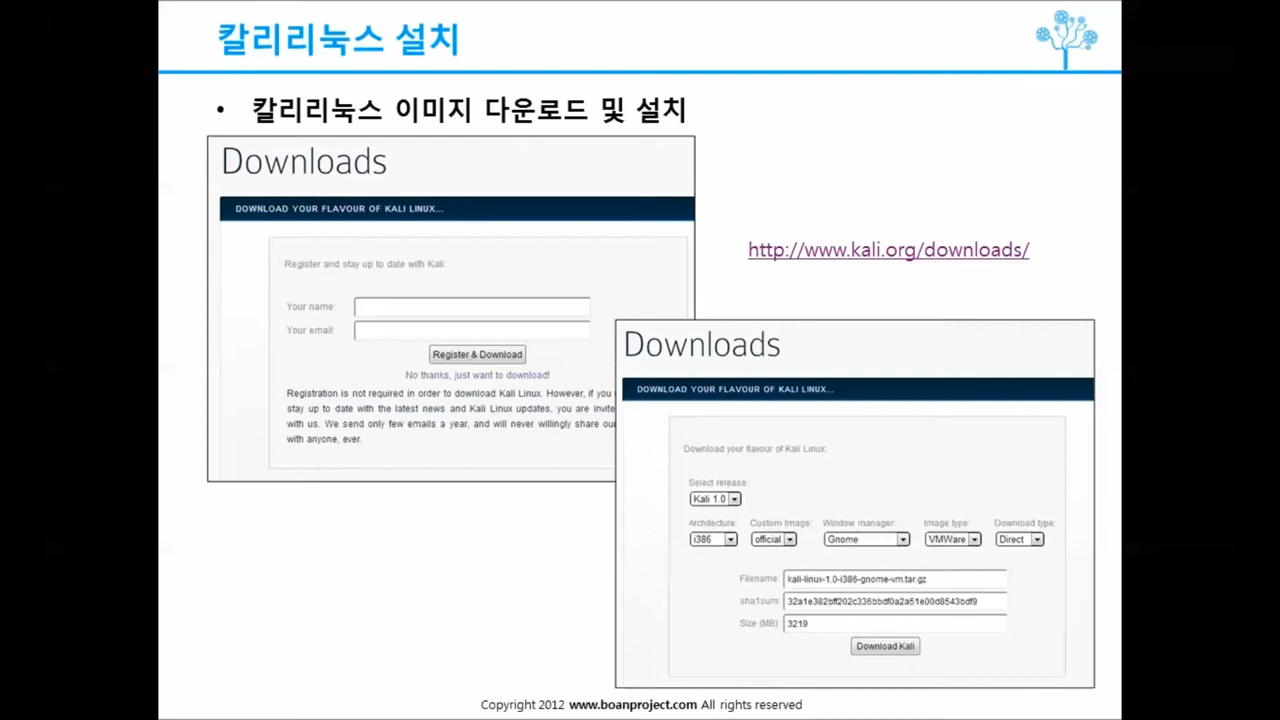 칼리리눅스 설치
• 칼리리눅스 이미지 다운로드 및 설치
Downloads
DOWNLOAD YOUR FLAVOUR OF KALI LINUX...
Register and stay up to date with Kali:
Your name:
Your email:
Register & Download
No thanks, just want to download!
Registration is not required in order to download Kali Linux. However, if you
stay up to date with the latest news and Kali Linux updates, you are invite
with us. We send only few emails a year, and will never willingly share ou
with anyone, ever.
http://www.kali.org/downloads/
Downloads
DOWNLOAD YOUR FLAVOUR OF KALI LINUX...
Download your flavour of Kali Linux:
Select release:
Kali 1.0
Architecture: Custom Image: Window manager: Image type: Download type:
i386 official Gnome VMWare Direct
Filename: kali-linux-1.0-i386-gnome-vm.tar.gz
sha1sum: 32a1e382bff202c336bbdf0a2a51e00d8543bdf9
Size (MB): 3219
Download Kali
Copyright 2012 www.boanproject.com All rights reserved